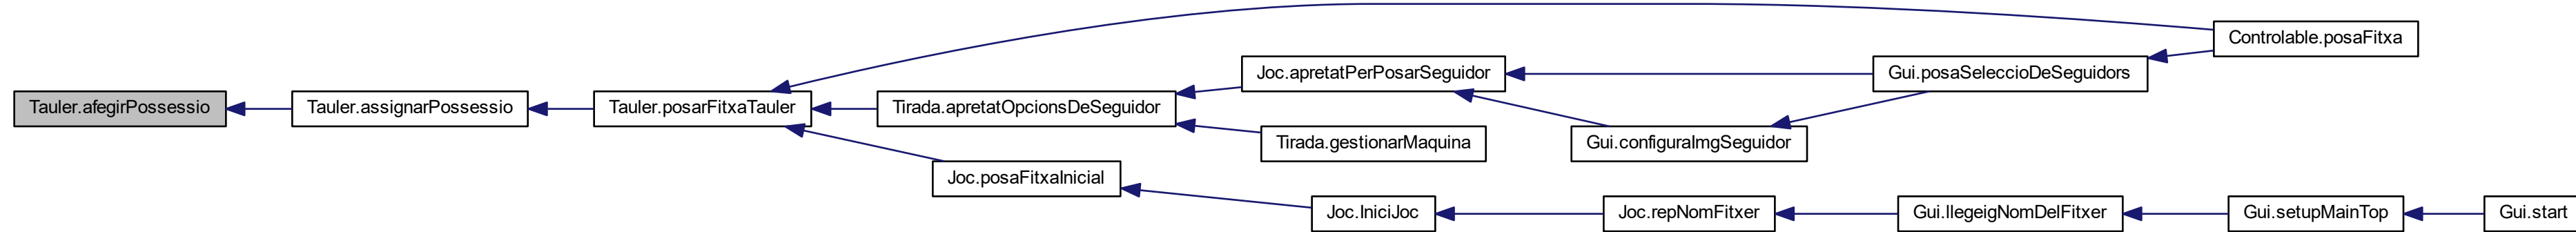 Controlable.posaFitxa
Joc.apretatPerPosarSeguidor
Gui.posaSeleccioDeSeguidors
Tauler.afegirPossessio
Tauler.assignarPossessio
Tauler.posarFitxaTauler
Tirada.apretatOpcionsDeSeguidor
Tirada.gestionarMaquina
Gui.configuraImgSeguidor
Joc.posaFitxaInicial
Joc.IniciJoc
Joc.repNomFitxer
Gui.llegeigNomDelFitxer
Gui.setupMainTop
Gui.start